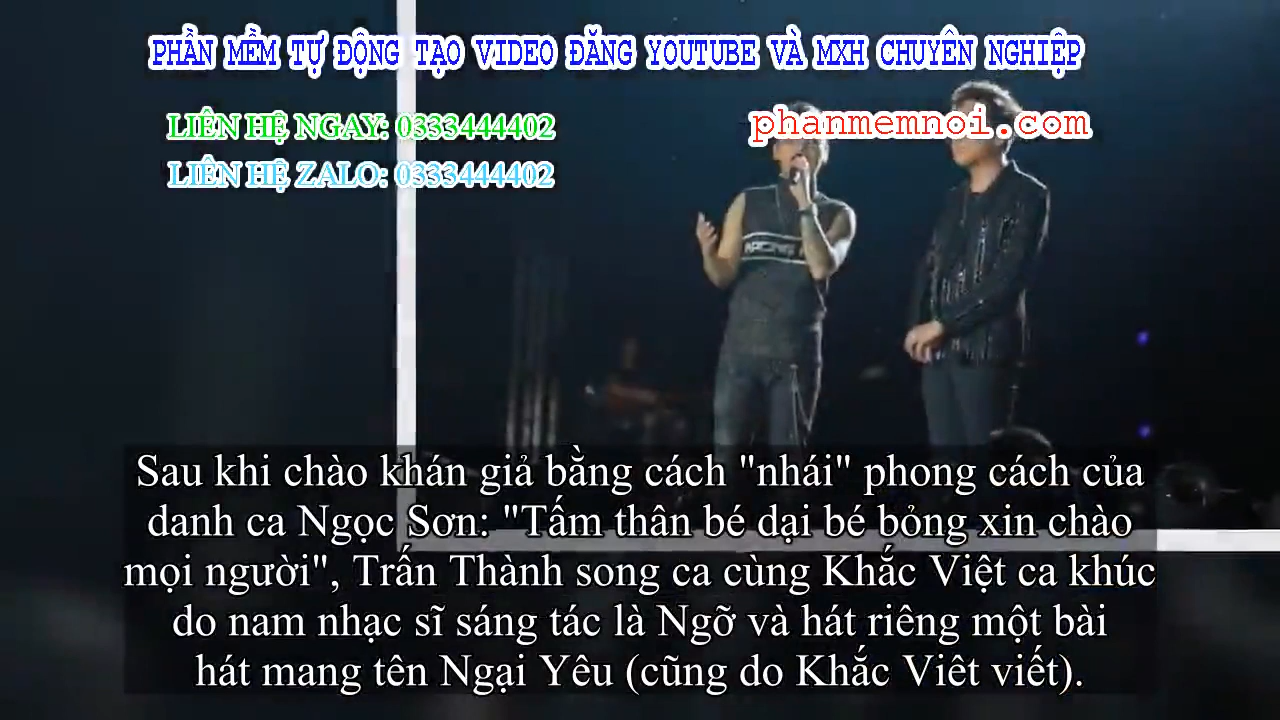 PHẦN MỀM TỰ ĐỘNG TẠO VIDEO ĐĂNG YOUTUBE VÀ MXH CHUYÊN NGHIỆP
LIÊN HỆ NGAY: 0333444402
phanmemnoi.com
LIÊN HỆ ZALO: 0333444402
RACING
Sau khi chào khán giả bằng cách "nhái" phong cách của
danh ca Ngọc Sơn: "Tấm thân bé dại bé bỏng xin chào
mọi người", Trấn Thành song ca cùng Khắc Việt ca khúc
do nam nhạc sĩ sáng tác là Ngỡ và hát riêng một bài
hát mang tên Ngại Yêu (cũng do Khắc Viêt viết).